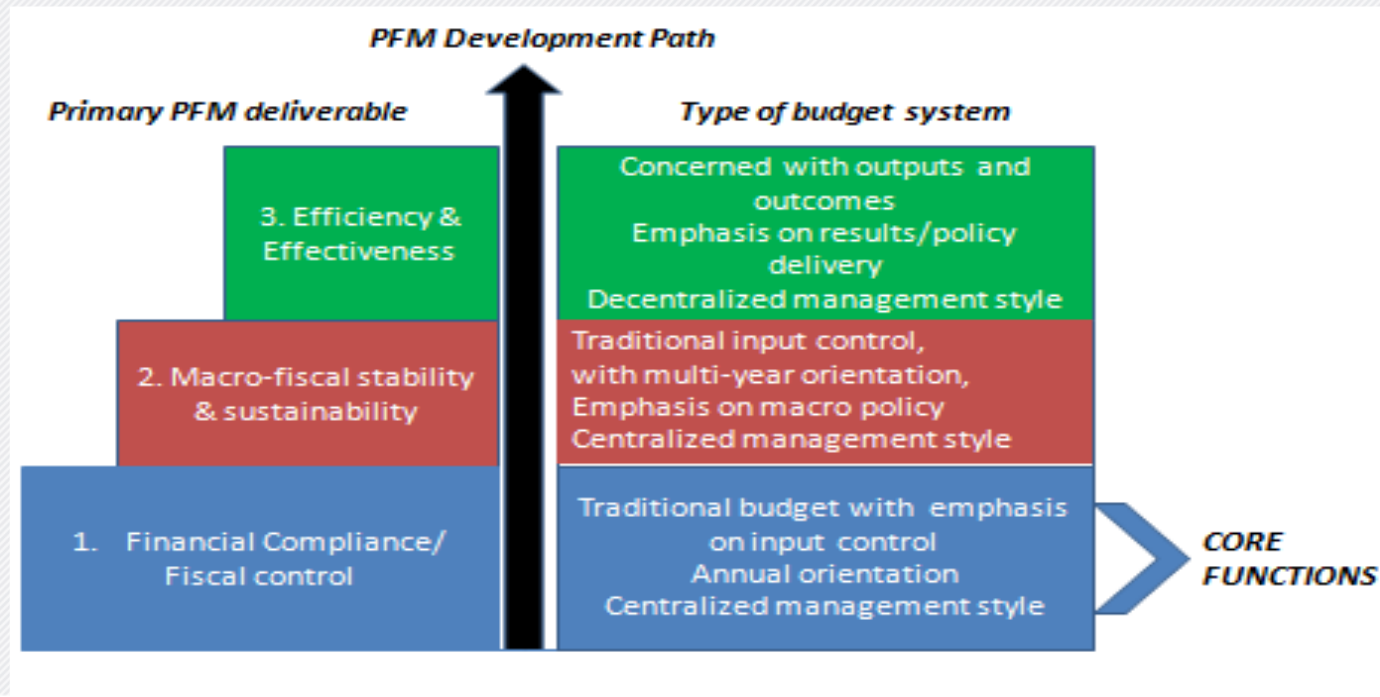 PFM Development Path
Primary PFM deliverable
Type of budget system
3. Efficiency &
Effectiveness
Concerned with outputs and
outcomes
Emphasis on results/policy
delivery
Decentralized management style
2. Macro-fiscal stability
& sustainability
Traditional input control,
with multi-year orientation,
Emphasis on macro policy
Centralized management style
1. Financial Compliance/
Fiscal control
Traditional budget with emphasis
on input control
Annual orientation
Centralized management style
CORE
FUNCTIONS